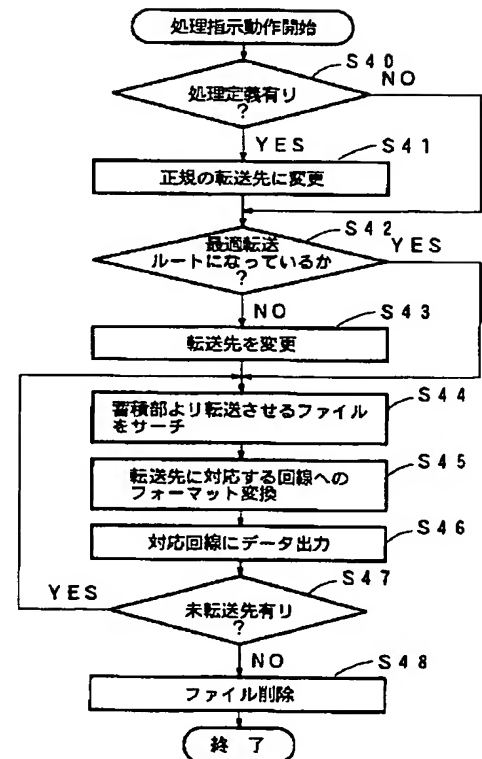 処理指示動作開始
S40
処理定義有り
?
NO
YES
S41
正規の転送先に変更
S42
最適転送
ルートになっているか
?
YES
NO
S43
転送先を変更
S44
蓄積部より転送させるファイル
をサーチ
S45
転送先に対応する回線への
フォーマット変換
S46
対応回線にデータ出力
S47
YES
未転送先有り
?
NO
S48
ファイル削除
終了